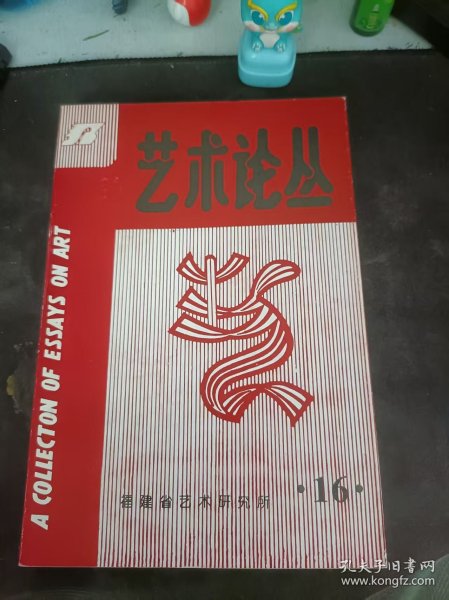 艺术论丛
A COLLECTON OF ESSAYS ON ART
福建省艺术研究所
·16·
孔夫子旧书网
www.kongfz.com